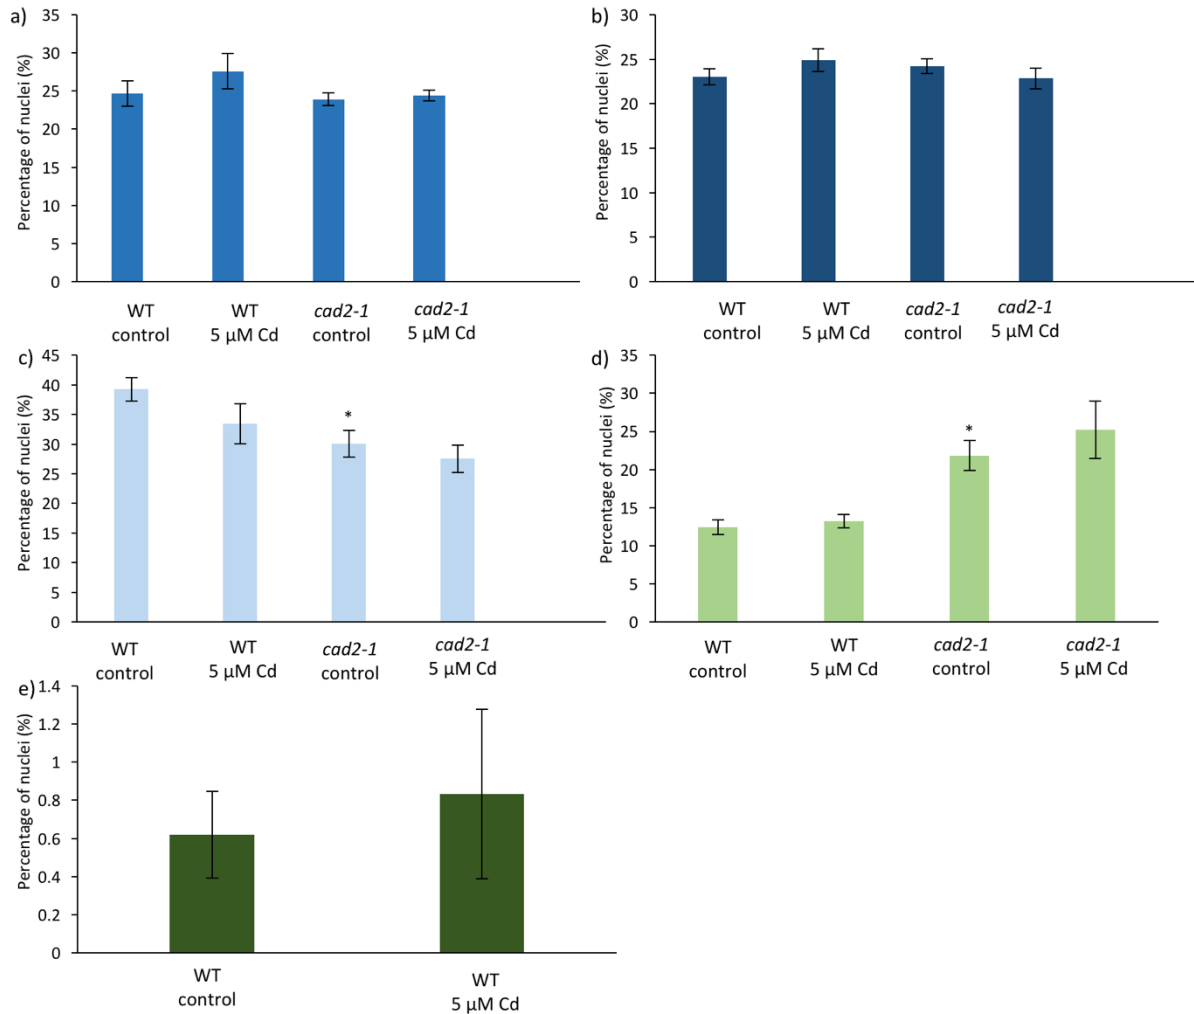 a)
Percentage of nuclei (%)
35
30
25
20
15
10
5
0
WT control
WT 5 µM Cd
cad2-1 control
cad2-1 5 µM Cd
b)
Percentage of nuclei (%)
30
25
20
15
10
5
0
WT control
WT 5 µM Cd
cad2-1 control
cad2-1 5 µM Cd
c)
Percentage of nuclei (%)
45
40
35
30
25
20
15
10
5
0
*
WT control
WT 5 µM Cd
cad2-1 control
cad2-1 5 µM Cd
d)
Percentage of nuclei (%)
35
30
25
20
15
10
5
0
*
WT control
WT 5 µM Cd
cad2-1 control
cad2-1 5 µM Cd
e)
Percentage of nuclei (%)
1.4
1.2
1
0.8
0.6
0.4
0.2
0
WT control
WT 5 µM Cd